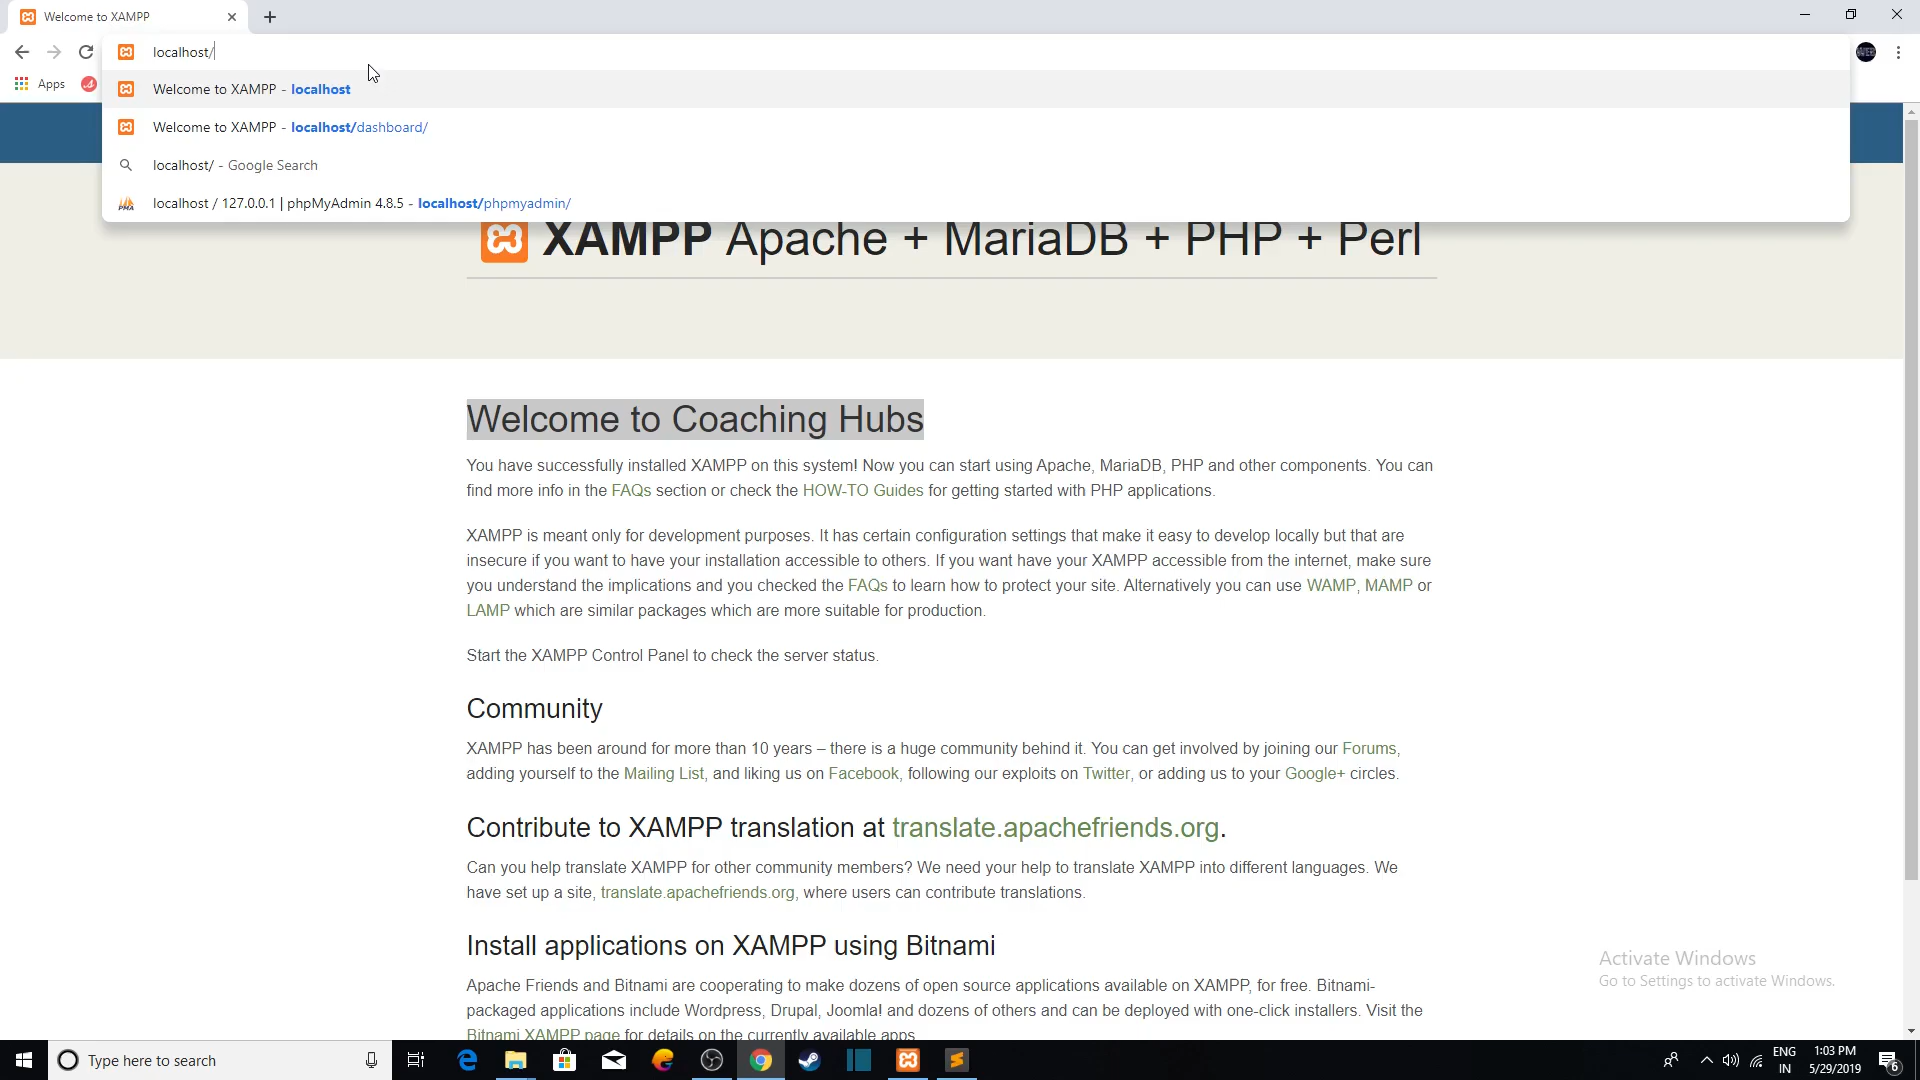 Welcome to XAMPP
localhost/
Apps
Welcome to XAMPP - localhost
Welcome to XAMPP - localhost/dashboard/
localhost/ - Google Search
localhost / 127.0.0.1 | phpMyAdmin 4.8.5 - localhost/phpmyadmin/
XAMPP Apache + MariaDB + PHP + Perl
Welcome to Coaching Hubs
You have successfully installed XAMPP on this system! Now you can start using Apache, MariaDB, PHP and other components. You can
find more info in the FAQs section or check the HOW-TO Guides for getting started with PHP applications.
XAMPP is meant only for development purposes. It has certain configuration settings that make it easy to develop locally but that are
insecure if you want to have your installation accessible to others. If you want have your XAMPP accessible from the internet, make sure
you understand the implications and you checked the FAQs to learn how to protect your site. Alternatively you can use WAMP, MAMP or
LAMP which are similar packages which are more suitable for production.
Start the XAMPP Control Panel to check the server status.
Community
XAMPP has been around for more than 10 years – there is a huge community behind it. You can get involved by joining our Forums,
adding yourself to the Mailing List, and liking us on Facebook, following our exploits on Twitter, or adding us to your Google+ circles.
Contribute to XAMPP translation at translate.apachefriends.org.
Can you help translate XAMPP for other community members? We need your help to translate XAMPP into different languages. We
have set up a site, translate.apachefriends.org, where users can contribute translations.
Install applications on XAMPP using Bitnami
Apache Friends and Bitnami are cooperating to make dozens of open source applications available on XAMPP, for free. Bitnami-
packaged applications include Wordpress, Drupal, Joomla! and dozens of others and can be deployed with one-click installers. Visit the
Bitnami XAMPP page for details on the currently available apps.
Activate Windows
Go to Settings to activate Windows.
Type here to search
ENG
IN
1:03 PM
5/29/2019
6